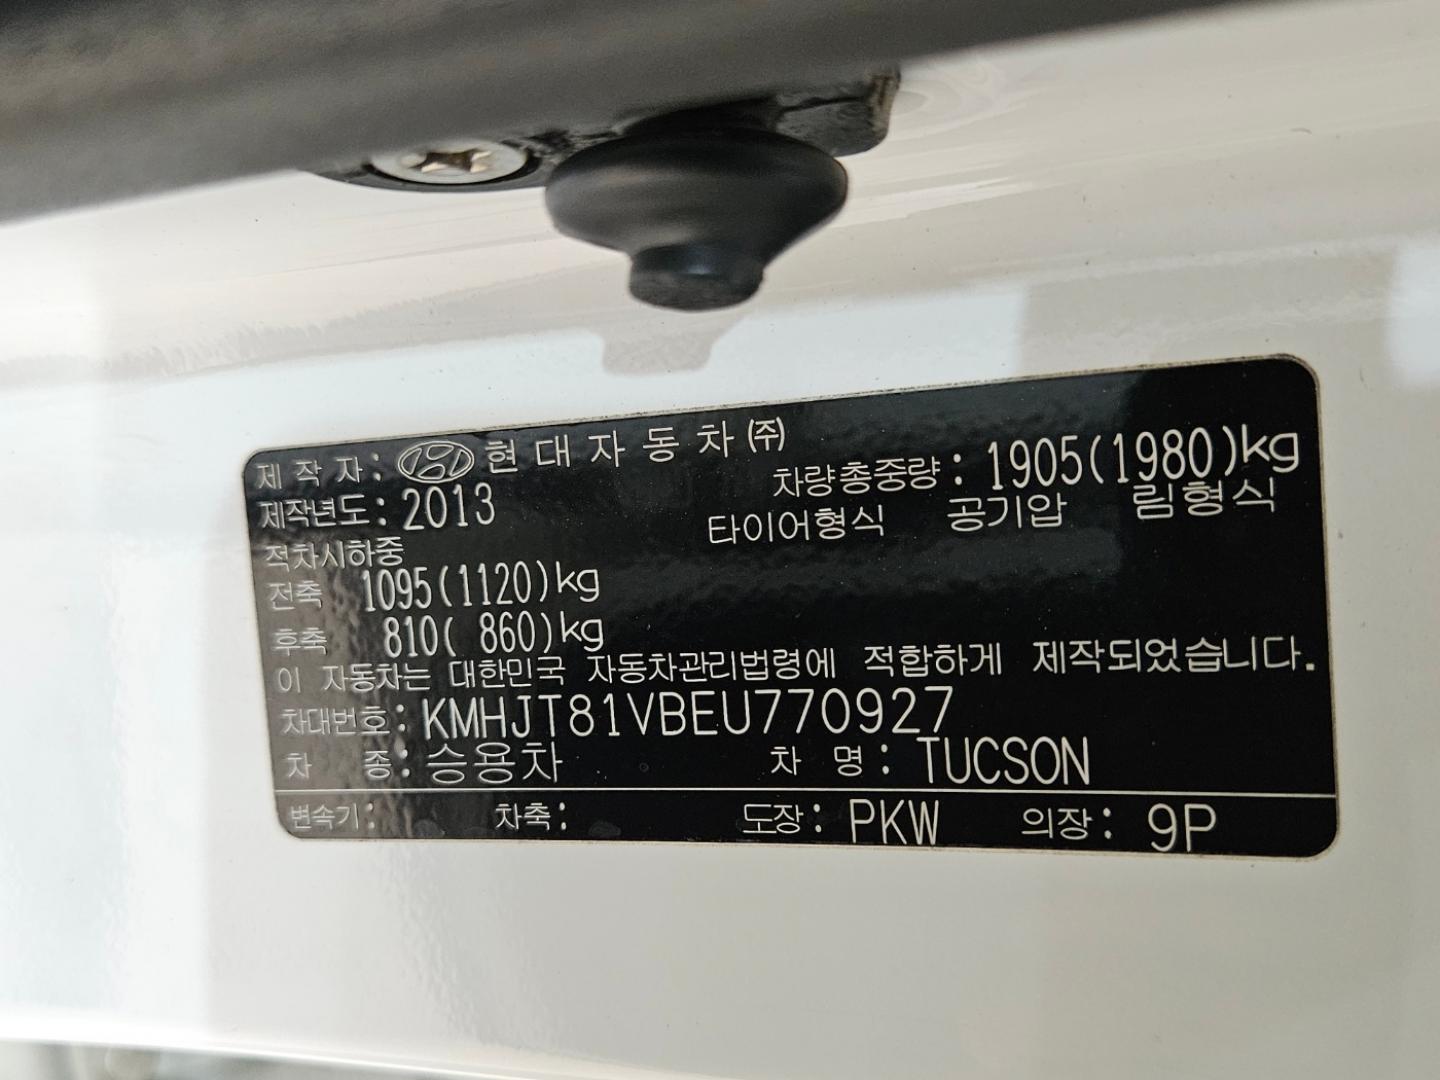 제 작 자 : 현 대 자 동 차 ㈜
제작년도 : 2013 차량총중량 : 1905(1980)kg
타이어형식 공기압 림형식
적차시하중
전축 1095(1120)kg
후축 810( 860)kg
이 자동차는 대한민국 자동차관리법령에 적합하게 제작되었습니다.
차대번호 : KMHJT81VBEU770927
차 종 : 승용차 차 명 : TUCSON
변속기 : 차축 : 도장 : PKW 의장 : 9P